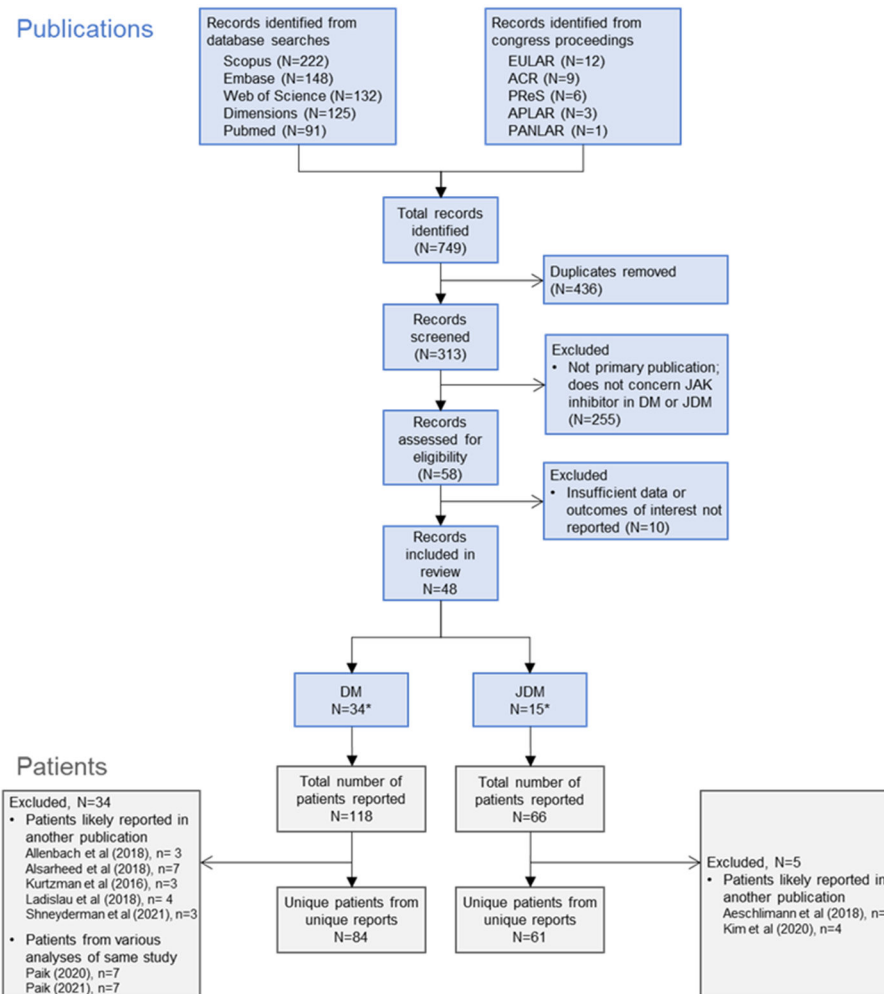 Publications
Records identified from
database searches
Scopus (N=222)
Embase (N=148)
Web of Science (N=132)
Dimensions (N=125)
Pubmed (N=91)
Records identified from
congress proceedings
EULAR (N=12)
ACR (N=9)
PReS (N=6)
APLAR (N=3)
PANLAR (N=1)
Total records
identified
(N=749)
Duplicates removed
(N=436)
Records
screened
(N=313)
Excluded
• Not primary publication;
does not concern JAK
inhibitor in DM or JDM
(N=255)
Records
assessed for
eligibility
(N=58)
Excluded
• Insufficient data or
outcomes of interest not
reported (N=10)
Records
included in
review
N=48
DM
N=34*
JDM
N=15*
Patients
Total number of
patients reported
N=118
Total number of
patients reported
N=66
Excluded, N=34
• Patients likely reported in
another publication
Allenbach et al (2018), n= 3
Alsarheed et al (2018), n=7
Kurtzman et al (2016), n=3
Ladislau et al (2018), n= 4
Shneyderman et al (2021), n=3
• Patients from various
analyses of same study
Paik (2020), n=7
Paik (2021), n=7
Excluded, N=5
• Patients likely reported in
another publication
Aeschlimann et al (2018), n=
Kim et al (2020), n=4
Unique patients from
unique reports
N=84
Unique patients from
unique reports
N=61